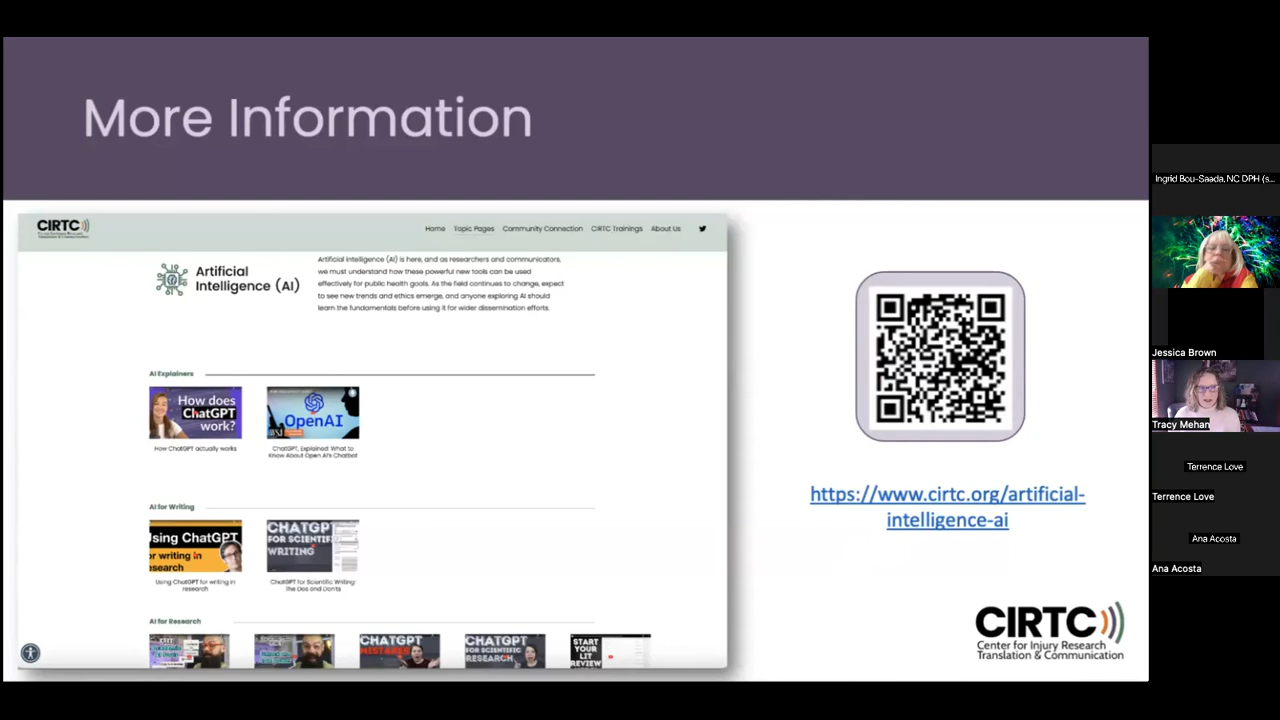 More Information
CIRTC
Home Topic Pages Community Connection CIRTC Trainings About Us
Artificial
Intelligence (AI)
Artificial intelligence (AI) is here, and as researchers and communicators,
we must understand how these powerful new tools can be used
effectively for public health goals. As the field continues to change, expect
to see new trends and ethics emerge, and anyone exploring AI should
learn the fundamentals before using it for wider dissemination efforts.
AI Explainers
How does
ChatGPT
work?
OpenAI
How ChatGPT actually works
ChatGPT, Explained: What to
Know About Open AI's Chatbot
AI for Writing
Using ChatGPT
for writing in
research
CHATGPT
FOR SCIENTIFI
WRITING
Using ChatGPT for writing in
research
ChatGPT for Scientific Writing:
The Dos and Don'ts
AI for Research
CHATGPT
MISTAKES
CHATGPT
FOR SCIENTIFIC
RESEARCH
START
YOUR
LIT
REVIEW
https://www.cirtc.org/artificial-
intelligence-ai
CIRTC
Center for Injury Research
Translation & Communication
Ingrid Bou-Saada, NC DPH (s...
Jessica Brown
Tracy Mehan
Terrence Love
Terrence Love
Ana Acosta
Ana Acosta